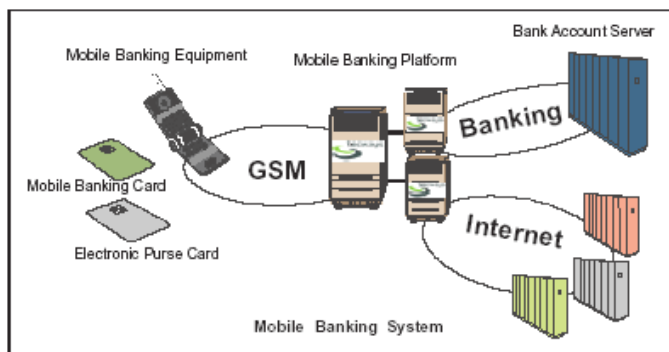 Bank Account Server
Mobile Banking Equipment
Mobile Banking Platform
Banking
GSM
Mobile Banking Card
Internet
Electronic Purse Card
Mobile Banking System